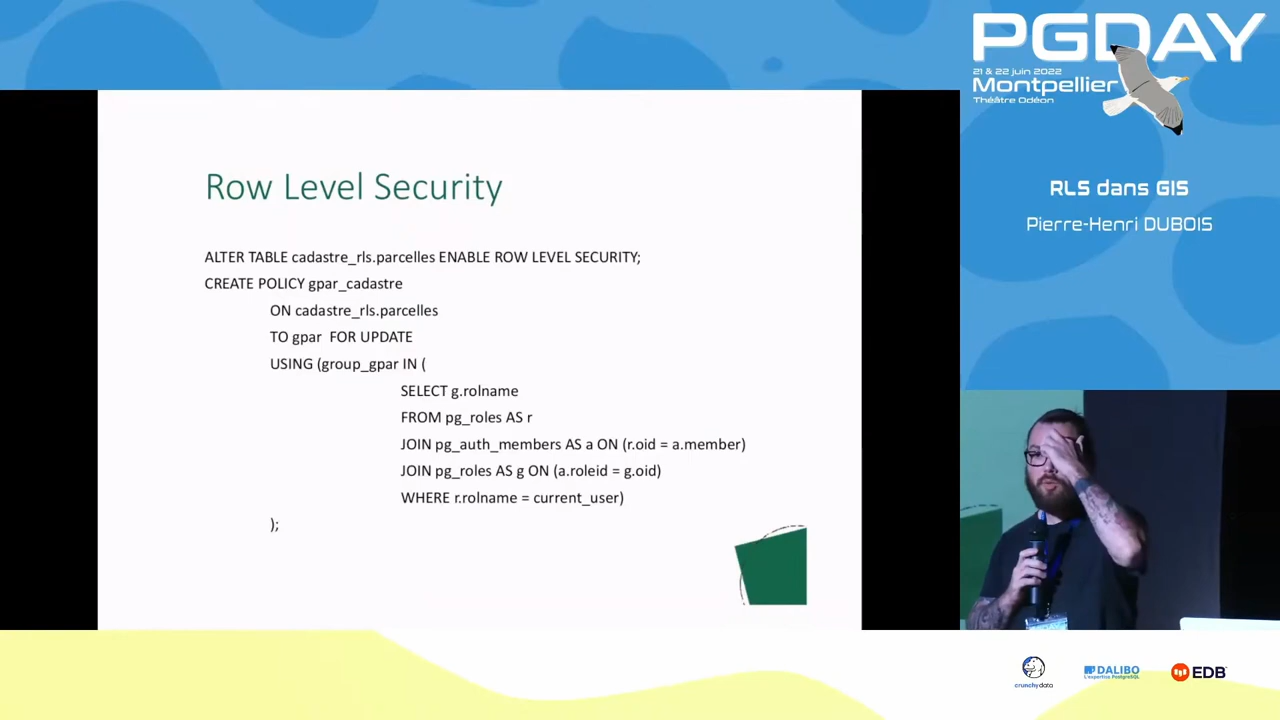 PGDAY
21 & 22 juin 2022
Montpellier
Théâtre Odéon
RLS dans GIS
Pierre-Henri DUBOIS
Row Level Security
ALTER TABLE cadastre_rls.parcelles ENABLE ROW LEVEL SECURITY;
CREATE POLICY gpar_cadastre
ON cadastre_rls.parcelles
TO gpar FOR UPDATE
USING (group_gpar IN (
SELECT g.rolname
FROM pg_roles AS r
JOIN pg_auth_members AS a ON (r.oid = a.member)
JOIN pg_roles AS g ON (a.roleid = g.oid)
WHERE r.rolname = current_user)
);
crunchydata
DALIBO
L'expertise PostgreSQL
EDB